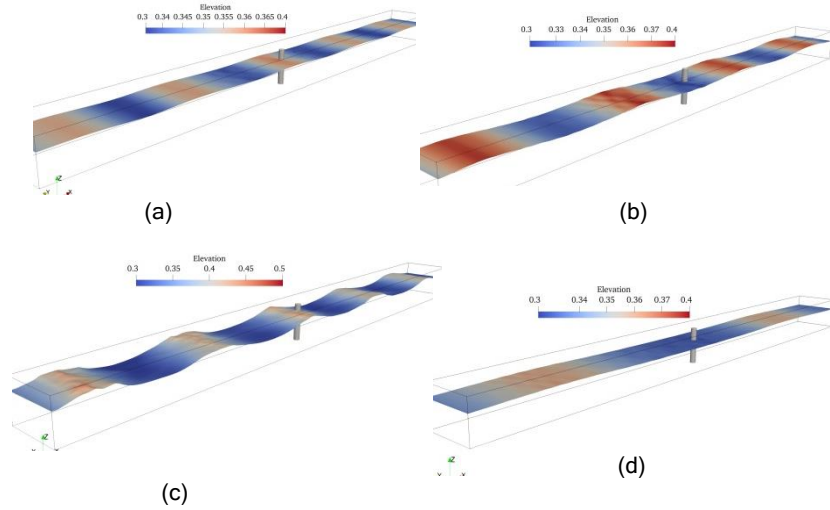 Elevation
0.3 0.34 0.345 0.35 0.355 0.36 0.365 0.4
Z
Y X
(a)
Elevation
0.3 0.33 0.34 0.35 0.36 0.37 0.4
(b)
Elevation
0.3 0.35 0.4 0.45 0.5
Z
(c)
Elevation
0.3 0.34 0.35 0.36 0.37 0.4
Z
(d)